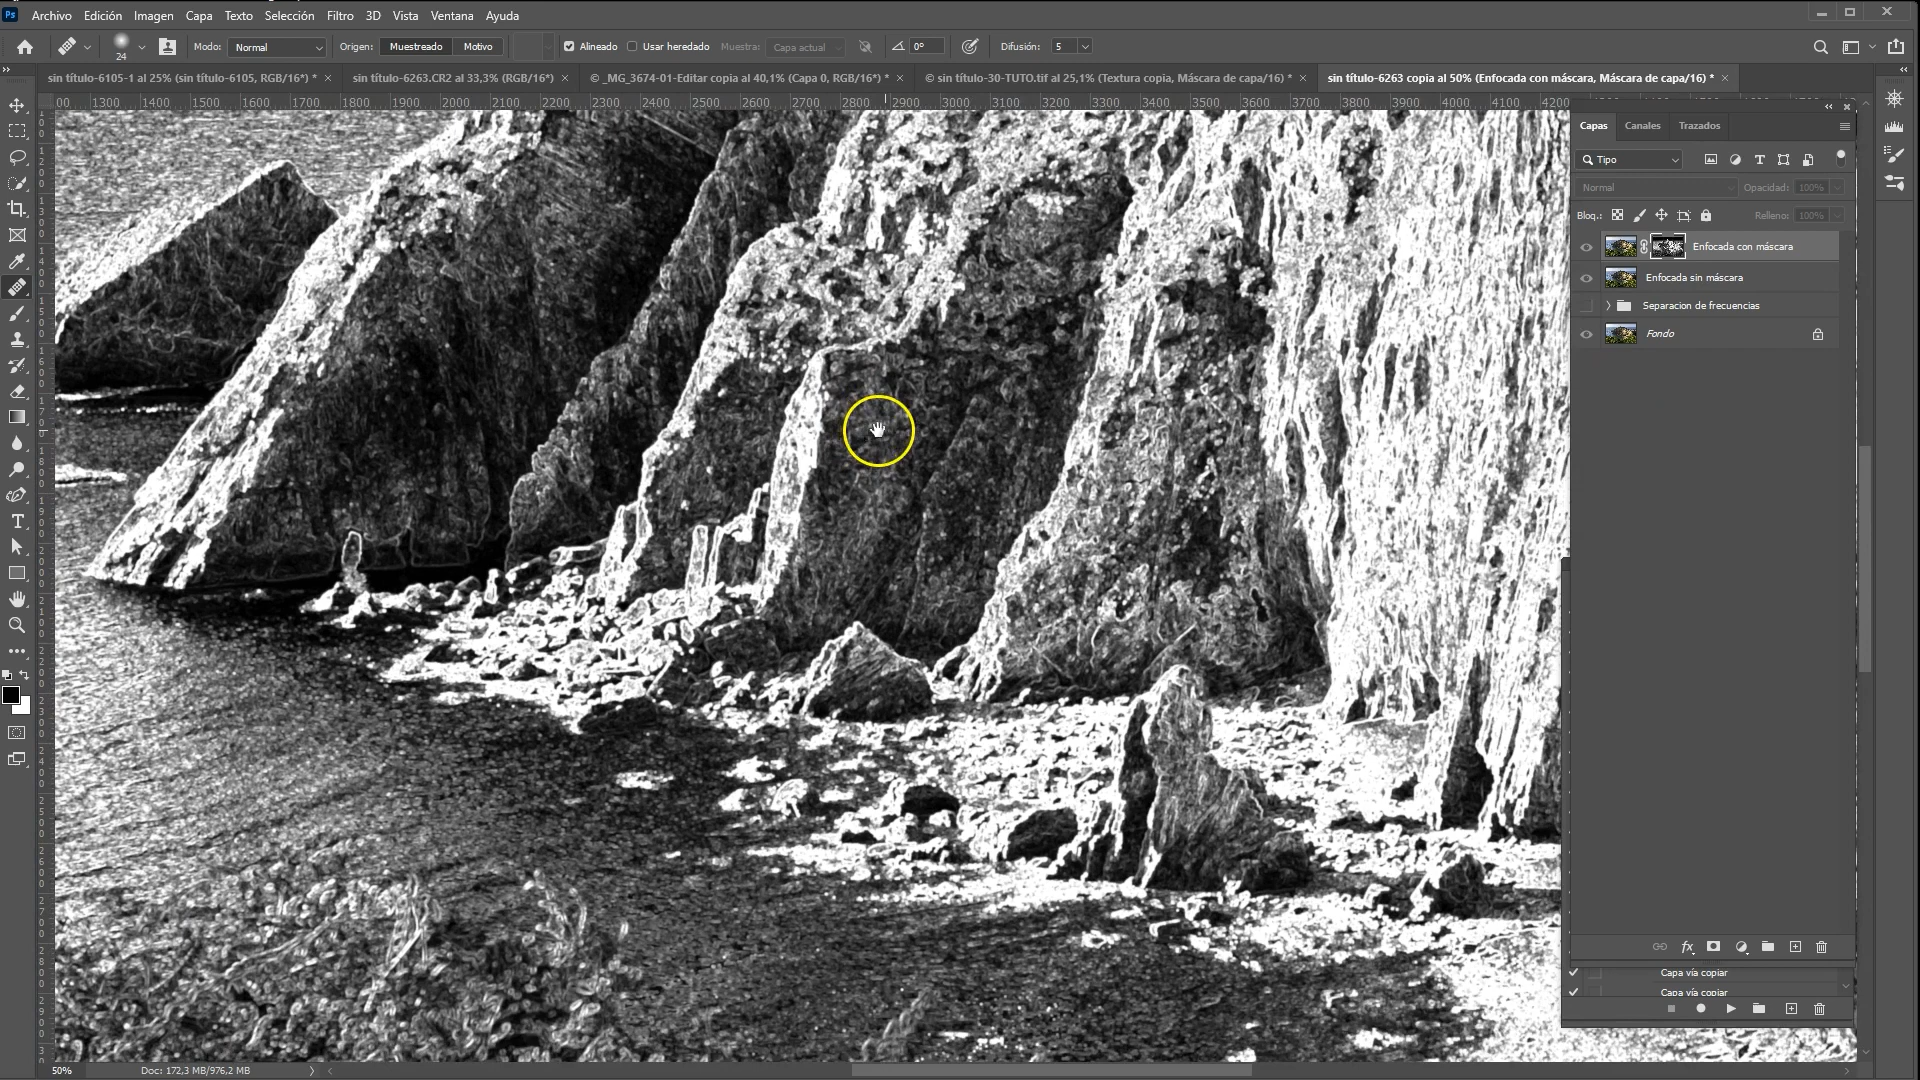 Ps Archivo Edición Imagen Capa Texto Selección Filtro 3D Vista Ventana Ayuda
24 Modo: Normal Origen: Muestreado Motivo Alineado Usar heredado Muestra: Capa actual 0° Difusión: 5
sin título-6105-1 al 25% (sin título-6105, RGB/16*) * sin título-6263.CR2 al 33,3% (RGB/16*) © _MG_3674-01-Editar copia al 40,1% (Capa 0, RGB/16*) * © sin título-30-TUTO.tif al 25,1% (Textura copia, Máscara de capa/16) * sin título-6263 copia al 50% (Enfocada con máscara, Máscara de capa/16) *
00 1300 1400 1500 1600 1700 1800 1900 2000 2100 2200 2300 2400 2500 2600 2700 2800 2900 3000 3100 3200 3300 3400 3500 3600 3700 3800 3900 4000 4100 4200
Capas Canales Trazados
Tipo
Normal Opacidad: 100%
Bloq.: Relleno: 100%
Enfocada con máscara
Enfocada sin máscara
Separacion de frecuencias
Fondo
fx
Capa vía copiar
Capa vía copiar
50% Doc: 172,3 MB/976,2 MB